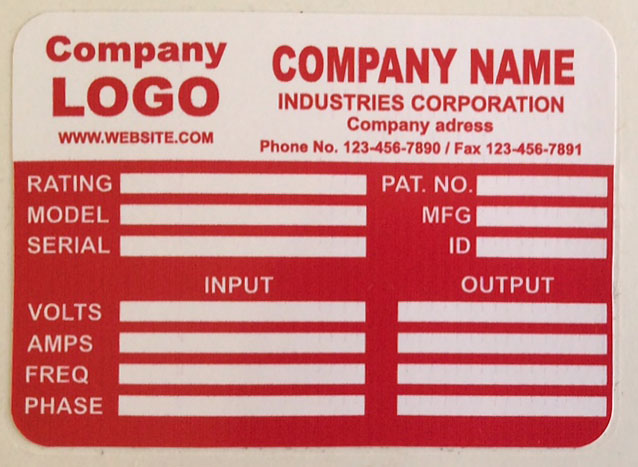 Company
LOGO
WWW.WEBSITE.COM
COMPANY NAME
INDUSTRIES CORPORATION
Company adress
Phone No. 123-456-7890 / Fax 123-456-7891
RATING PAT. NO.
MODEL MFG
SERIAL ID
INPUT OUTPUT
VOLTS
AMPS
FREQ
PHASE